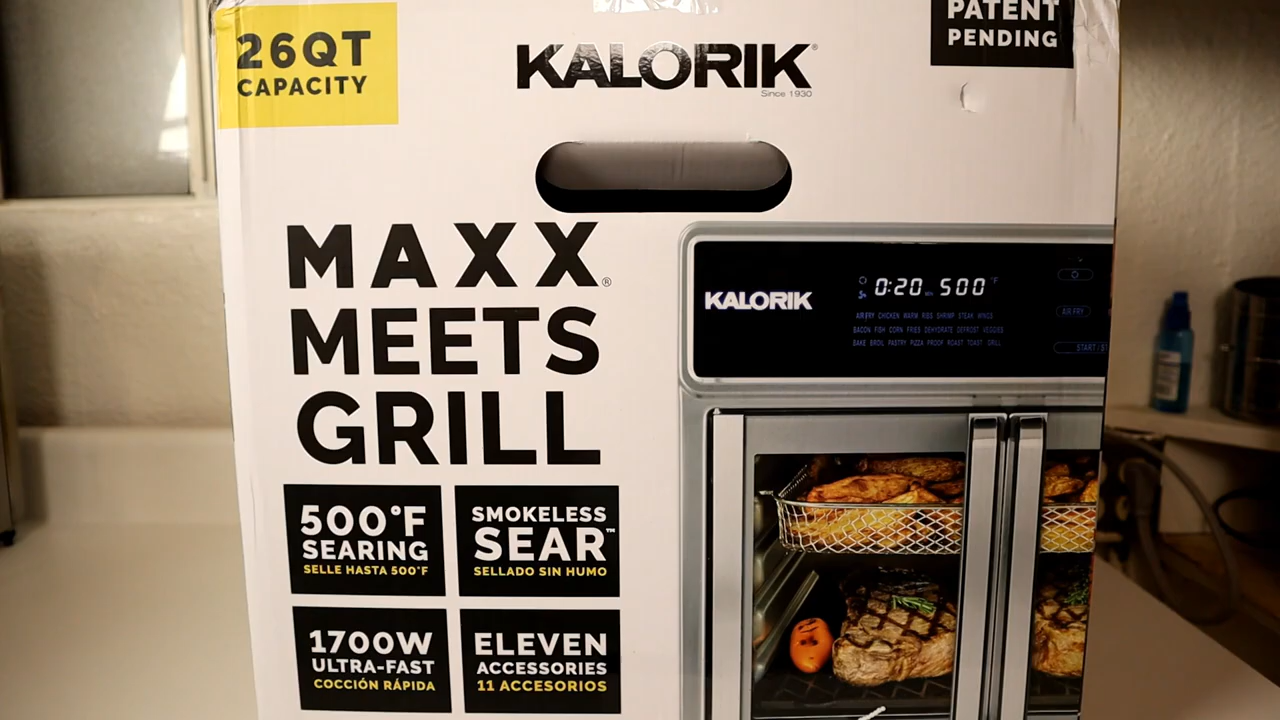 26QT
CAPACITY
KALORIK®
Since 1930
PATENT
PENDING
MAXX®
MEETS
GRILL
500°F
SEARING
SELLE HASTA 500°F
SMOKELESS
SEAR™
SELLADO SIN HUMO
1700W
ULTRA-FAST
COCCIÓN RÁPIDA
ELEVEN
ACCESSORIES
11 ACCESORIOS
KALORIK
0:20 500 °F
AIR FRY CHICKEN WARM RIBS SHRIMP STEAK WINGS
BACON FISH CORN FRIES DEHYDRATE DEFROST VEGGIES
BAKE BROIL PASTRY PIZZA PROOF ROAST TOAST GRILL
AIR FRY
START / ST